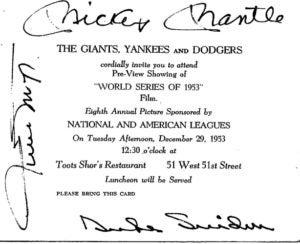 Mickey Mantle
THE GIANTS, YANKEES AND DODGERS
cordially invite you to attend
Pre-View Showing of
"WORLD SERIES OF 1953"
Film.
Eighth Annual Picture Sponsored by
NATIONAL AND AMERICAN LEAGUES
On Tuesday Afternoon, December 29, 1953
12:30 o'clock at
Toots Shor's Restaurant 51 West 51st Street
Luncheon will be Served
PLEASE BRING THIS CARD
Duke Snider